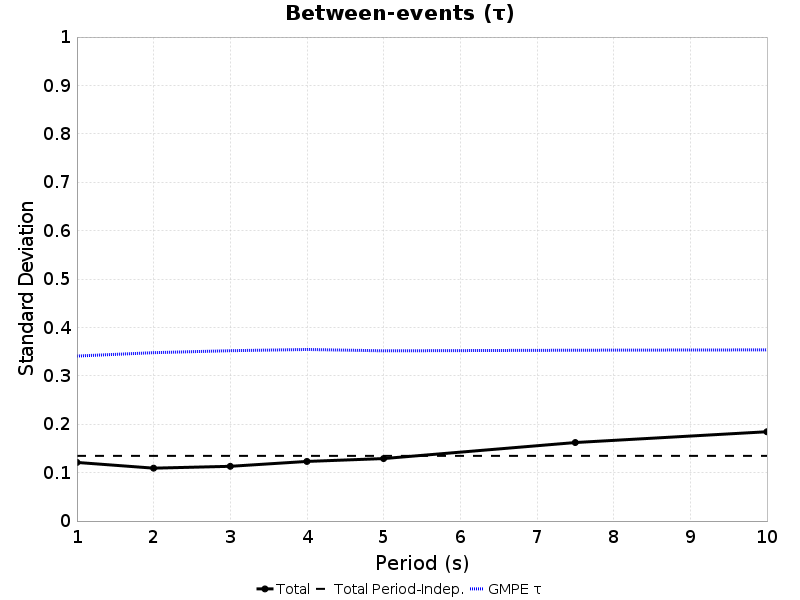 Between-events (τ)
1
0.9
0.8
0.7
0.6
0.5
0.4
0.3
0.2
0.1
0
Standard Deviation
1 2 3 4 5 6 7 8 9 10
Period (s)
Total Total Period-Indep. GMPE τ